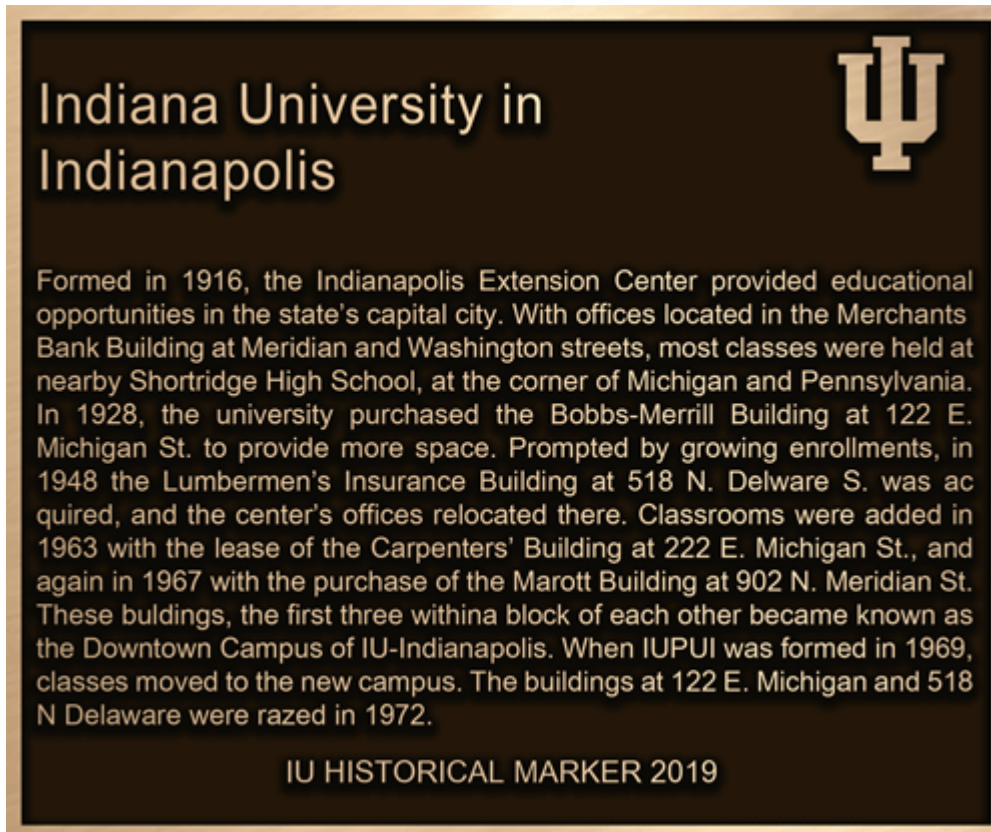 Indiana University in
Indianapolis
Formed in 1916, the Indianapolis Extension Center provided educational
opportunities in the state's capital city. With offices located in the Merchants
Bank Building at Meridian and Washington streets, most classes were held at
nearby Shortridge High School, at the corner of Michigan and Pennsylvania.
In 1928, the university purchased the Bobbs-Merrill Building at 122 E.
Michigan St. to provide more space. Prompted by growing enrollments, in
1948 the Lumbermen's Insurance Building at 518 N. Delware S. was ac
quired, and the center's offices relocated there. Classrooms were added in
1963 with the lease of the Carpenters' Building at 222 E. Michigan St., and
again in 1967 with the purchase of the Marott Building at 902 N. Meridian St.
These buldings, the first three withina block of each other became known as
the Downtown Campus of IU-Indianapolis. When IUPUI was formed in 1969,
classes moved to the new campus. The buildings at 122 E. Michigan and 518
N Delaware were razed in 1972.
IU HISTORICAL MARKER 2019